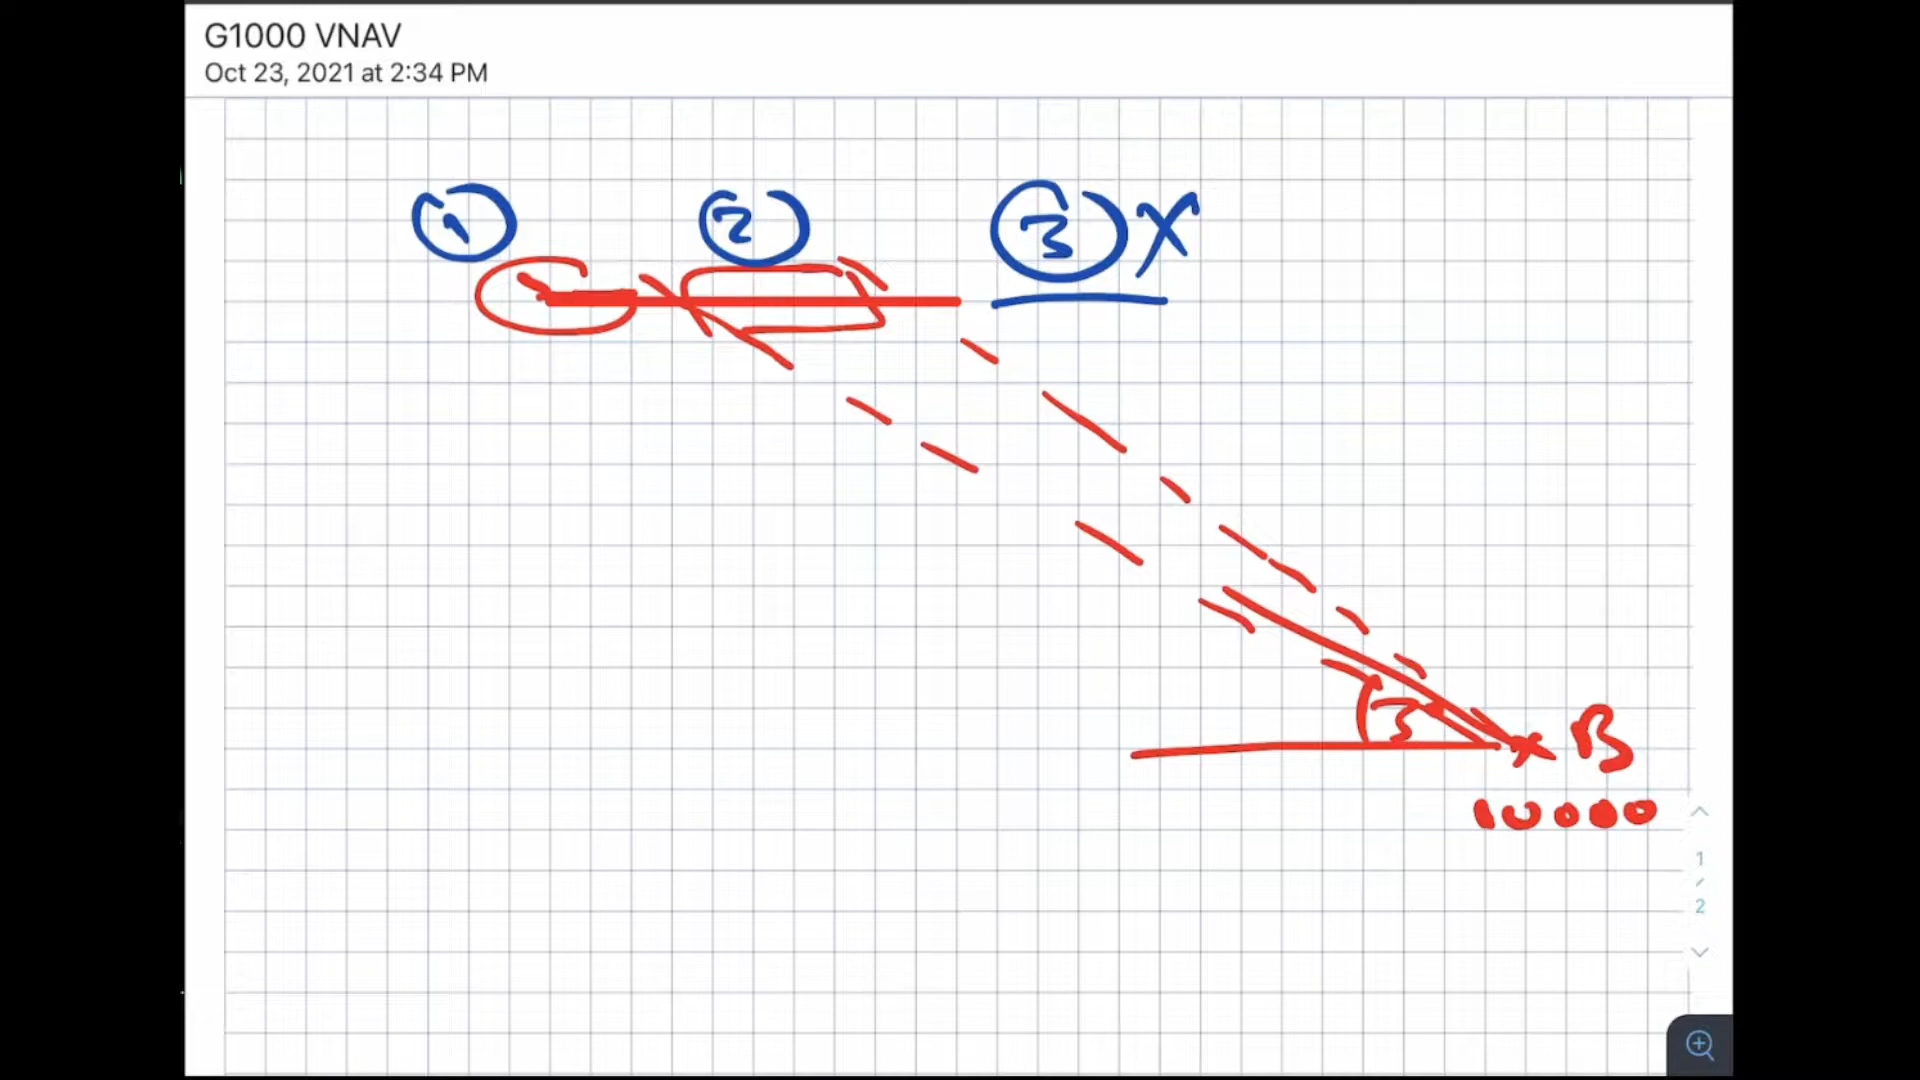 G1000 VNAV
Oct 23, 2021 at 2:34 PM
1 2 3 X
3
B
10000
1
2